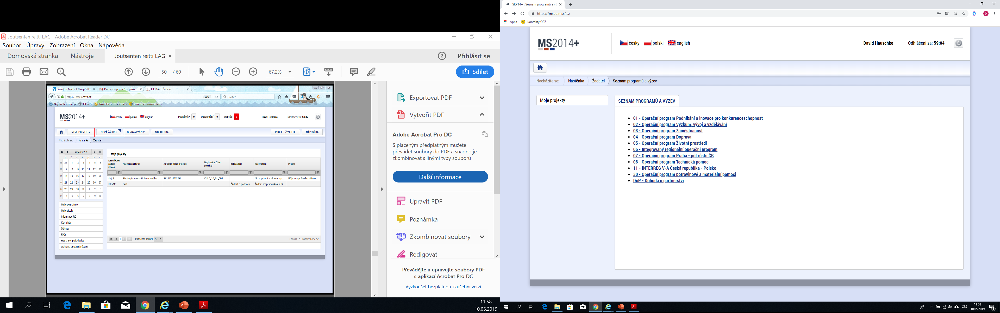 Joutsenten reitti LAG - Adobe Acrobat Reader DC
Soubor Úpravy Zobrazení Okna Nápověda
Domovská stránka Nástroje Joutsenten reitti LAG × Přihlásit se
50 / 60 67,2% Sdílet
Volný.cz Mail - 339 nepřečt... × Doručená pošta (1) - pinka... × ISKP14+ : Žadatel × +
https://mseu.mssf.cz 90% Hledat
Nejnavštěvovanější Jak začít Novinky.cz - Hlavní st... Semináře - www.esfcr...
MS2014+ česky polski english Poznámky 0 Upozornění 0 Depeše 2 Pavel Pinkava Odhlášení za: 59:42
MOJE PROJEKTY NOVÁ ŽÁDOST SEZNAM VÝZEV MODUL CBA PROFIL UŽIVATELE NÁPOVĚDA
Nacházíte se: Nástěnka Žadatel
srpen 2017
p ú s č p s n
32 31 1 2 3 4 5 6
33 7 8 9 10 11 12 13
34 14 15 16 17 18 19 20
35 21 22 23 24 25 26 27
36 28 29 30 31 1 2 3
37 4 5 6 7 8 9 10
Moje poznámky
Moje úkoly
Informace ŘO
Kontakty
Odkazy
FAQ
HW a SW požadavky
Ochrana osobních údajů
Moje projekty
Identifikace žádosti (Hash) Název projektu CZ Zkrácený název projektu Registrační číslo projektu Kolo žádosti Název stavu Proces
Strategie komunitně vedeného ... SCLLD MAS SH CLLD_16_01_092 ISg s právním aktem o po... Příprava právního aktu o ...
test Žádost o podporu Žádost rozpracována v IS...
1 Položek na stránku 25 Stránka 1 z 1, položky 1 až 2 z 2
Exportovat PDF
Vytvořit PDF
Adobe Acrobat Pro DC
S placeným předplatným můžete
převádět soubory do PDF a snadno je
zkombinovat s jinými typy souborů
Další informace
Upravit PDF
Poznámka
Zkombinovat soubory
Redigovat
Převádějte a upravujte soubory PDF
s aplikací Acrobat Pro DC
Vyzkoušet bezplatnou zkušební verzi
11:58
10.05.2019
ISKP14+ : Seznam programů a vý × +
https://mseu.mssf.cz D
Apps Kontakty OPZ
MS2014+ česky polski english David Hauschke Odhlášení za: 59:04
Nacházíte se: Nástěnka Žadatel Seznam programů a výzev
Moje projekty
SEZNAM PROGRAMŮ A VÝZEV
01 - Operační program Podnikání a inovace pro konkurenceschopnost
02 - Operační program Výzkum, vývoj a vzdělávání
03 - Operační program Zaměstnanost
04 - Operační program Doprava
05 - Operační program Životní prostředí
06 - Integrovaný regionální operační program
07 - Operační program Praha - pól růstu ČR
08 - Operační program Technická pomoc
11 - INTERREG V-A Česká republika - Polsko
30 - Operační program potravinové a materiální pomoci
DoP - Dohoda o partnerství
CES 11:58
10.05.2019